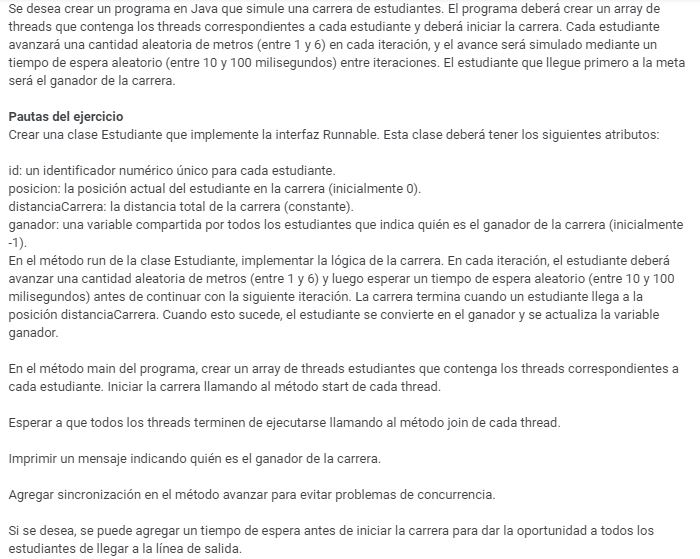 Se desea crear un programa en Java que simule una carrera de estudiantes. El programa deberá crear un array de
threads que contenga los threads correspondientes a cada estudiante y deberá iniciar la carrera. Cada estudiante
avanzará una cantidad aleatoria de metros (entre 1 y 6) en cada iteración, y el avance será simulado mediante un
tiempo de espera aleatorio (entre 10 y 100 milisegundos) entre iteraciones. El estudiante que llegue primero a la meta
será el ganador de la carrera.
Pautas del ejercicio
Crear una clase Estudiante que implemente la interfaz Runnable. Esta clase deberá tener los siguientes atributos:
id: un identificador numérico único para cada estudiante.
posicion: la posición actual del estudiante en la carrera (inicialmente 0).
distanciaCarrera: la distancia total de la carrera (constante).
ganador: una variable compartida por todos los estudiantes que indica quién es el ganador de la carrera (inicialmente
-1).
En el método run de la clase Estudiante, implementar la lógica de la carrera. En cada iteración, el estudiante deberá
avanzar una cantidad aleatoria de metros (entre 1 y 6) y luego esperar un tiempo de espera aleatorio (entre 10 y 100
milisegundos) antes de continuar con la siguiente iteración. La carrera termina cuando un estudiante llega a la
posición distanciaCarrera. Cuando esto sucede, el estudiante se convierte en el ganador y se actualiza la variable
ganador.
En el método main del programa, crear un array de threads estudiantes que contenga los threads correspondientes a
cada estudiante. Iniciar la carrera llamando al método start de cada thread.
Esperar a que todos los threads terminen de ejecutarse llamando al método join de cada thread.
Imprimir un mensaje indicando quién es el ganador de la carrera.
Agregar sincronización en el método avanzar para evitar problemas de concurrencia.
Si se desea, se puede agregar un tiempo de espera antes de iniciar la carrera para dar la oportunidad a todos los
estudiantes de llegar a la línea de salida.